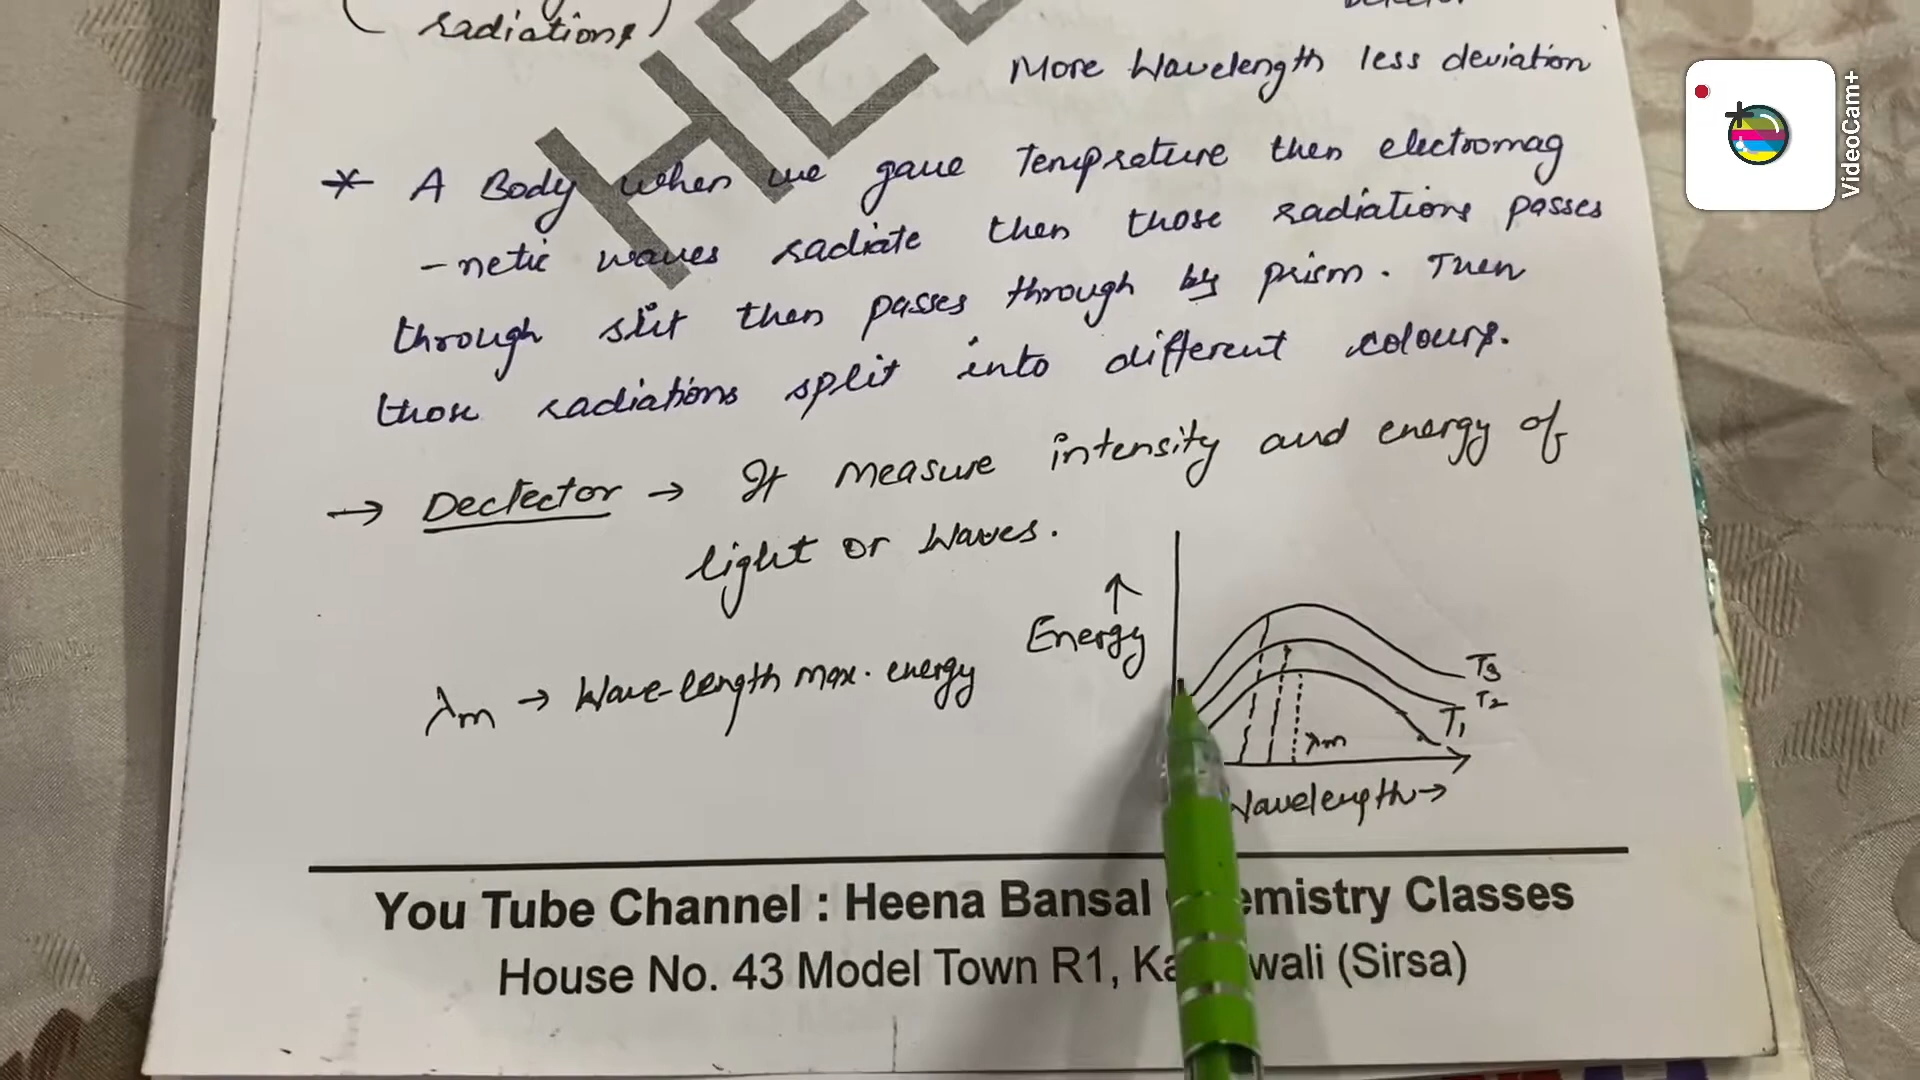 radiations)
More Wavelength less deviation
HEE
* A Body when we gave Temprature then electromag
-netic waves radiate then those radiations passes
through slit then passes through by prism. Then
those radiations split into different colours.
→ Dectector → It measure intensity and energy of
light or waves.
↑
Energy
λm → Wave-length max. energy
T3
T2
T1
λm
Wavelength→
You Tube Channel : Heena Bansal emistry Classes
House No. 43 Model Town R1, Ka wali (Sirsa)
VideoCam+